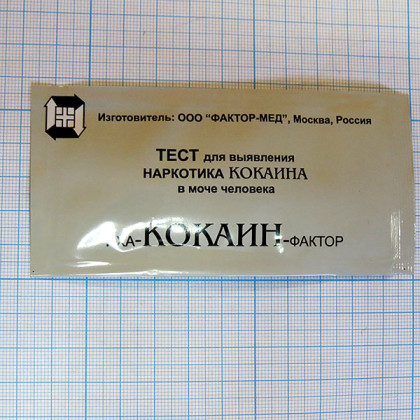 Изготовитель: ООО "ФАКТОР-МЕД", Москва, Россия
ТЕСТ для выявления
НАРКОТИКА КОКАИНА
в моче человека
КОКАИН-ФАКТОР